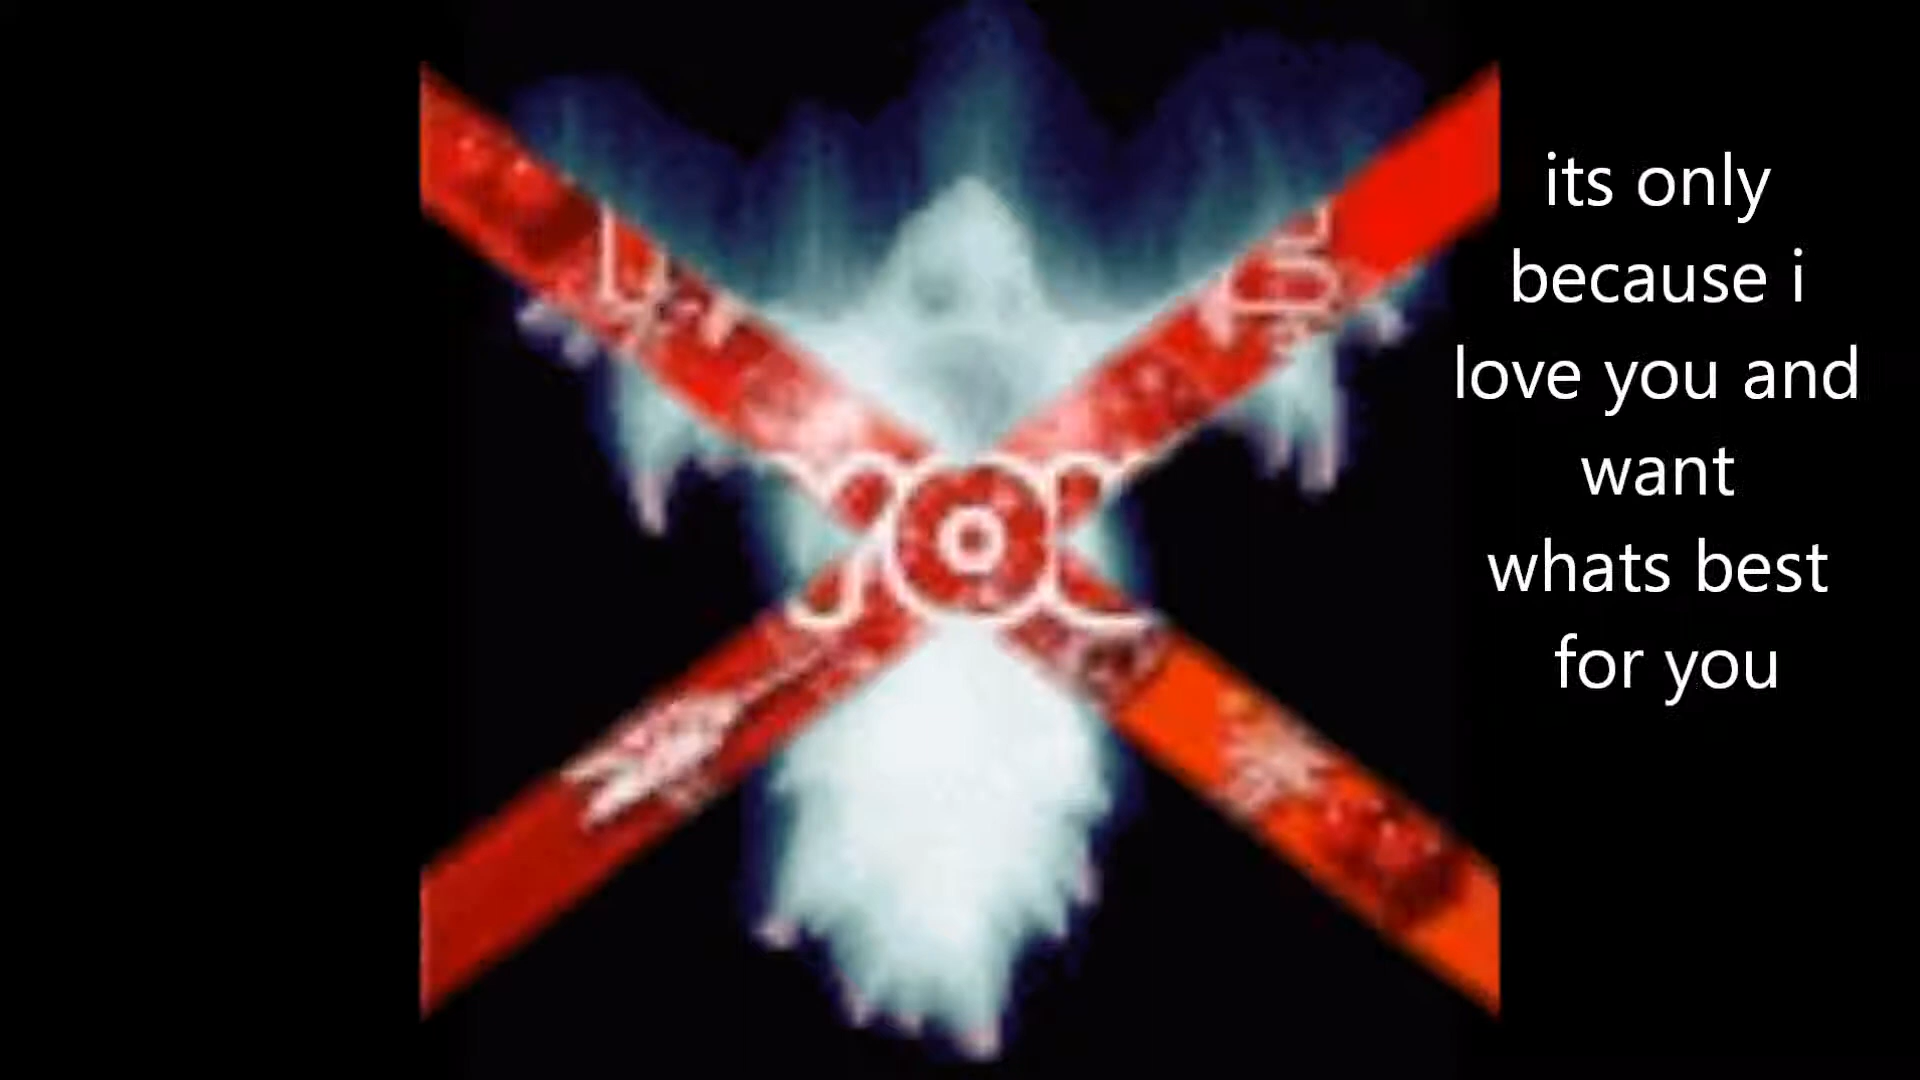 its only
because i
love you and
want
whats best
for you